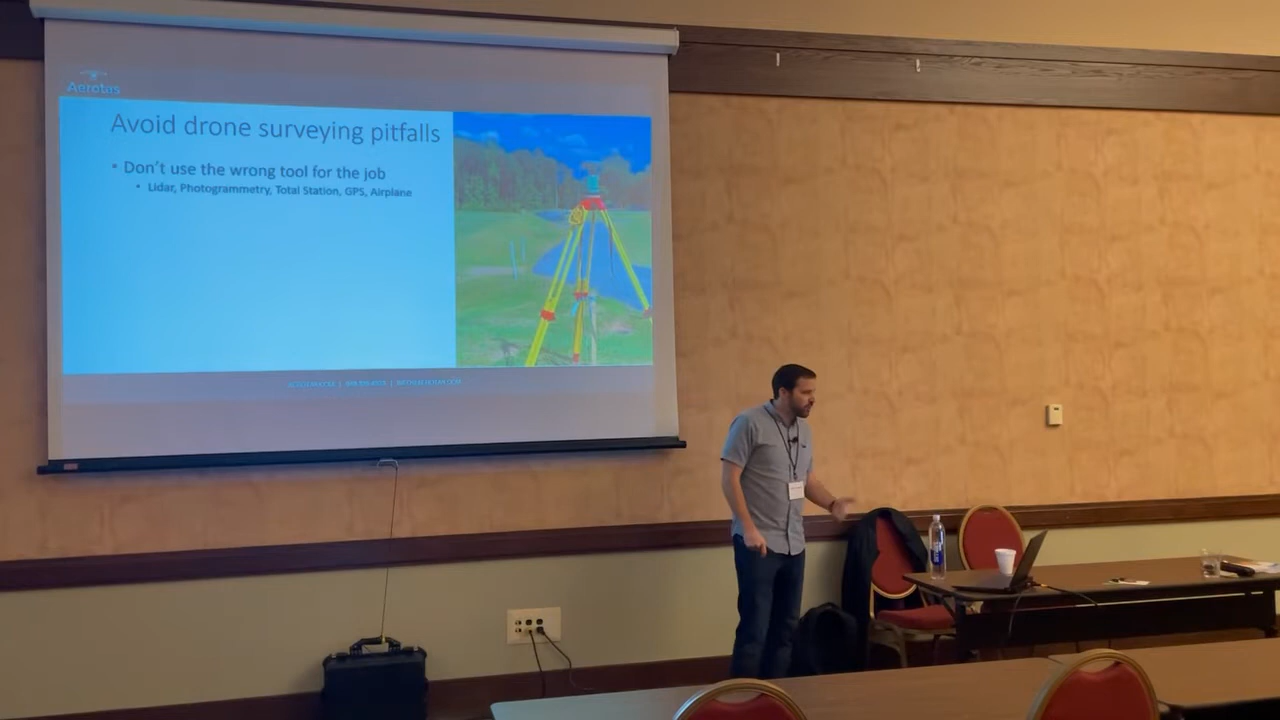 Aerotas
Avoid drone surveying pitfalls
• Don't use the wrong tool for the job
• Lidar, Photogrammetry, Total Station, GPS, Airplane